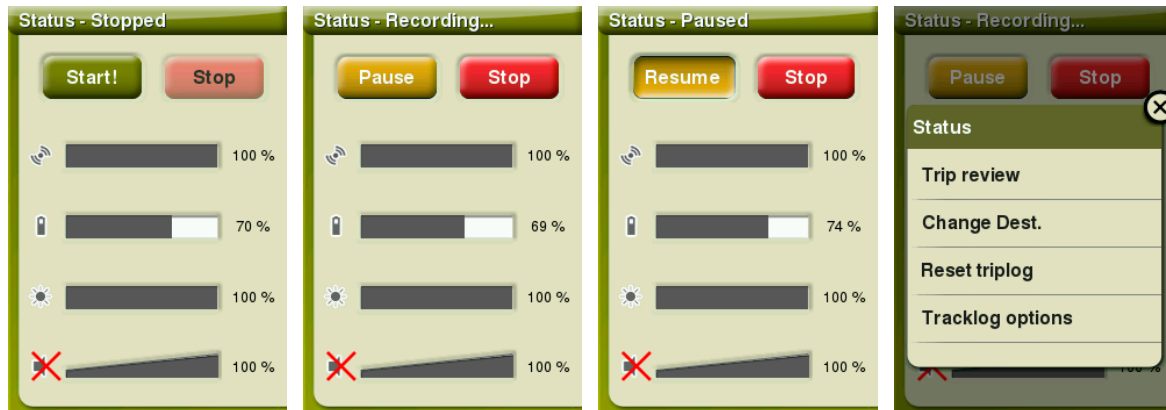 Status - Stopped
Start! Stop
100 %
70 %
100 %
100 %
Status - Recording...
Pause Stop
100 %
69 %
100 %
100 %
Status - Paused
Resume Stop
100 %
74 %
100 %
100 %
Status - Recording...
Pause Stop
Status
Trip review
Change Dest.
Reset triplog
Tracklog options
100 %